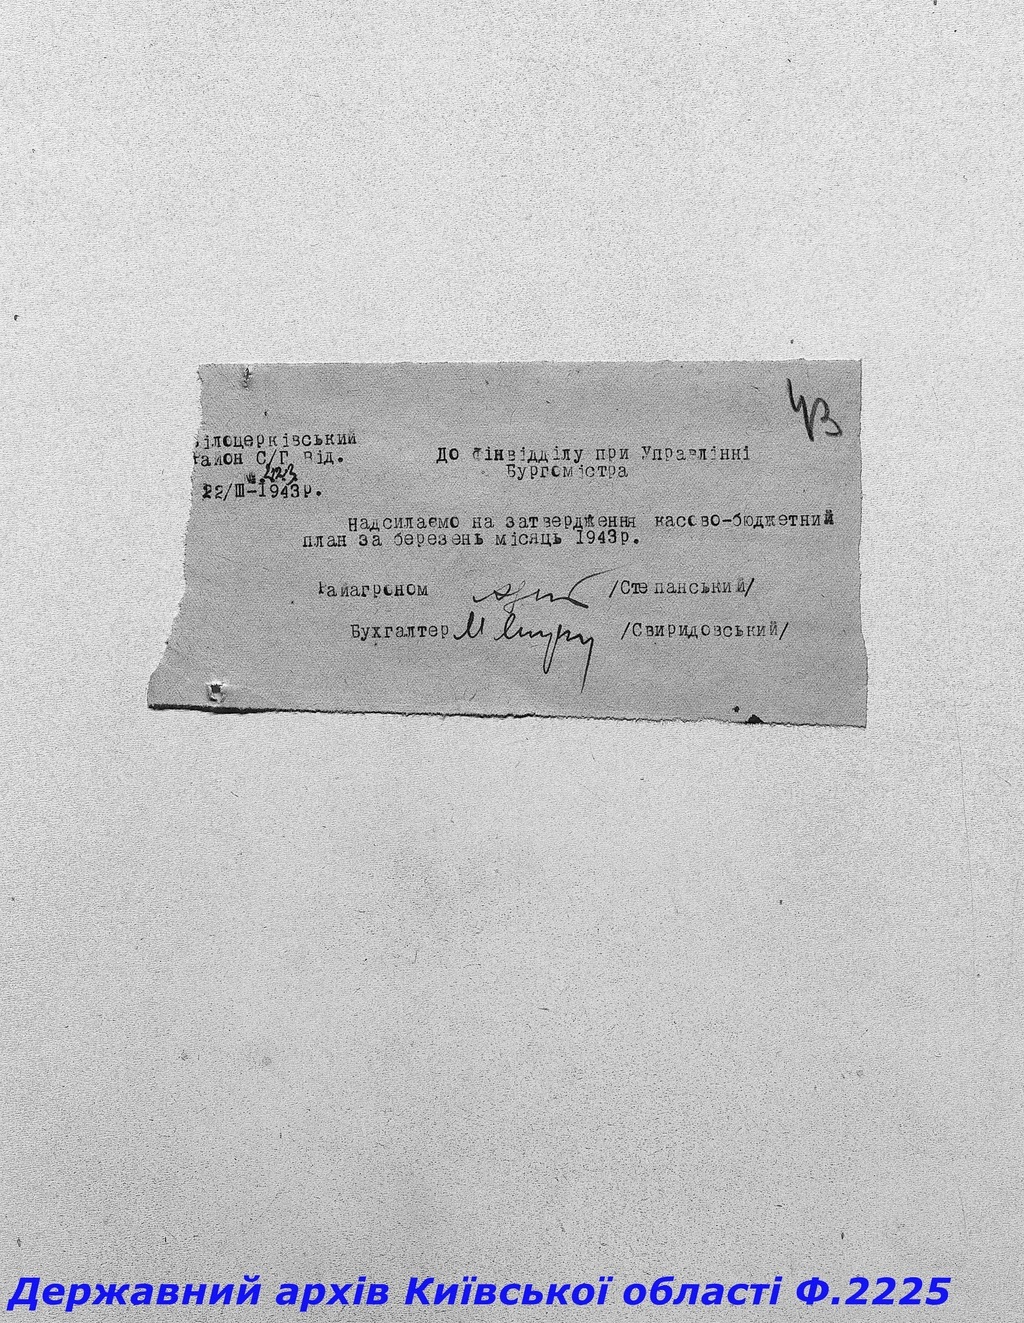 43
Білоцерківський
Район С/Г Від.
22/III-1943р.
До Фінвідділу при Управлінні
Бургомістра
Надсилаємо на затвердження касово-бюджетний
план за березень місяць 1943р.
Райагроном /Степанський/
Бухгалтер /Свиридовський/
Державний архів Київської області Ф.2225